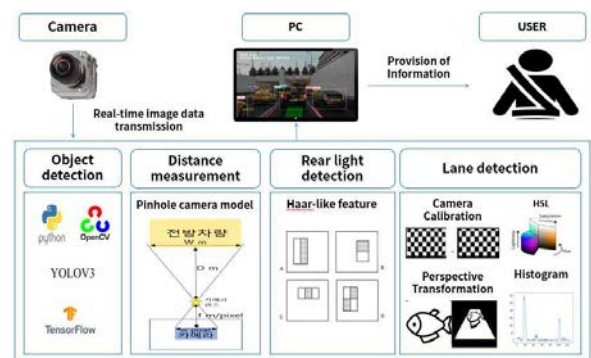 Camera
PC
USER
Provision of
Information
Real-time image data
transmission
Object
detection
Distance
measurement
Rear light
detection
Lane detection
python
OpenCV
YOLOV3
TensorFlow
Pinhole camera model
전방차량
W m
D m
f m/pixel
카메라
Haar-like feature
A
B
C
D
Camera
Calibration
HSL
Perspective
Transformation
Histogram